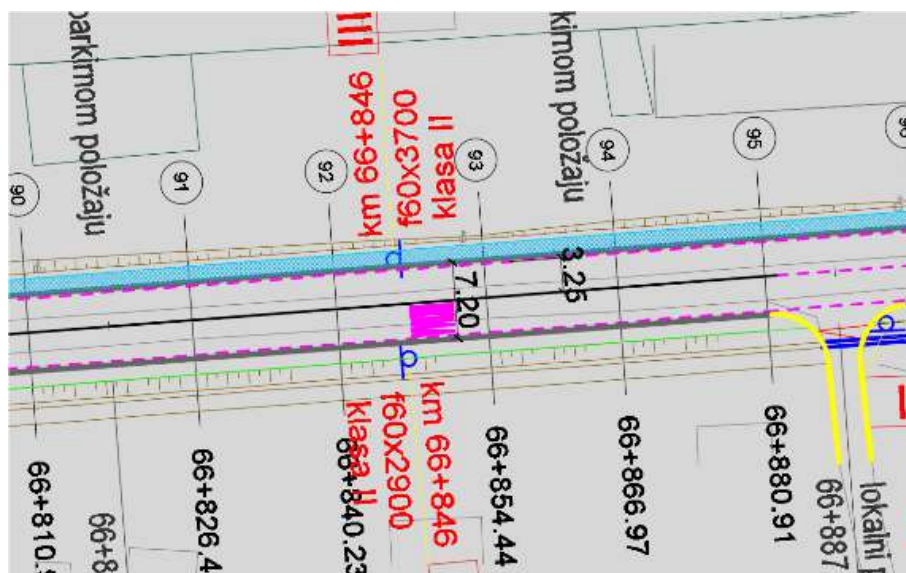 parkirnom položaju
III
km 66+846
f60x3700
klasa II
kirnom položaju
90
91
92
93
94
95
7.20
3.25
km 66+846
f60x2900
klasa II
66+826.4
66+840.23
66+854.44
66+866.97
66+880.91
66+887
lokalni